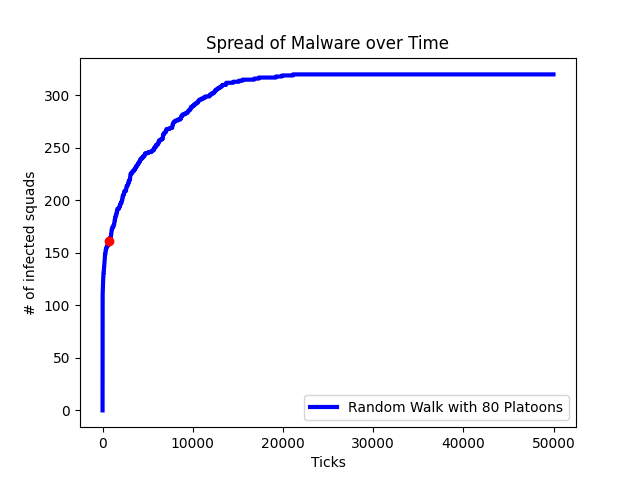 Spread of Malware over Time
# of infected squads
300
250
200
150
100
50
0
Random Walk with 80 Platoons
0 10000 20000 30000 40000 50000
Ticks